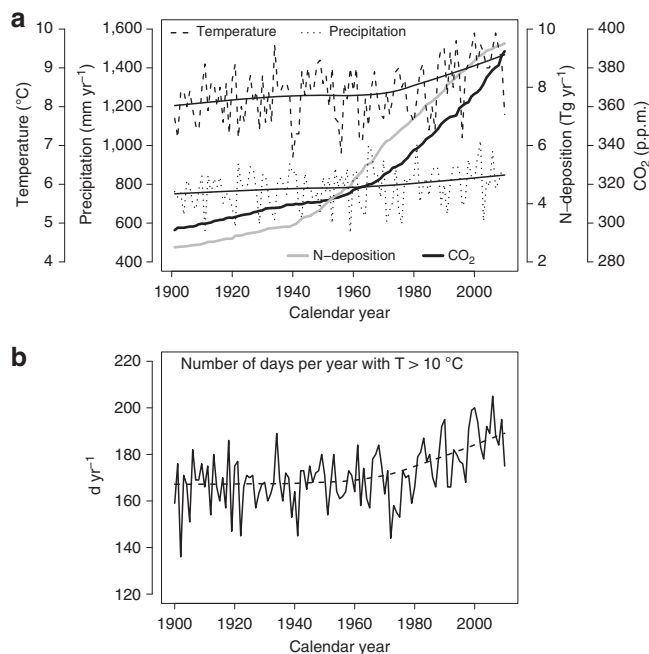 a
Temperature (°C)
10
9
8
7
6
5
4
Precipitation (mm yr⁻¹)
1,600
1,400
1,200
1,000
800
600
400
Temperature
Precipitation
N–deposition
CO₂
10
8
6
4
2
N–deposition (Tg yr⁻¹)
400
380
360
340
320
300
280
CO₂ (p.p.m.)
1900 1920 1940 1960 1980 2000
Calendar year
b
Number of days per year with T > 10 °C
d yr⁻¹
220
200
180
160
140
120
1900 1920 1940 1960 1980 2000
Calendar year